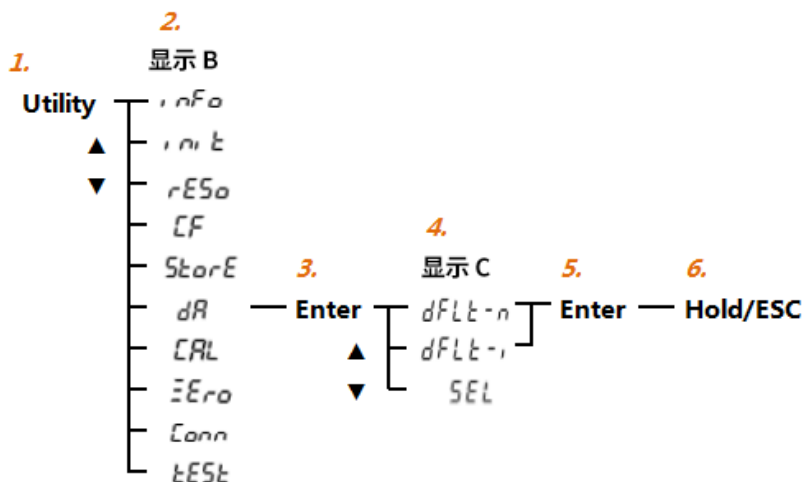 2.
1.
显示 B
Utility
▲
▼
inFo
init
rESo
CF
StorE
dA
CAL
ZEro
Conn
tESt
3.
Enter
▲
▼
4.
显示 C
dFLt-n
dFLt-i
SEL
5.
Enter
6.
Hold/ESC